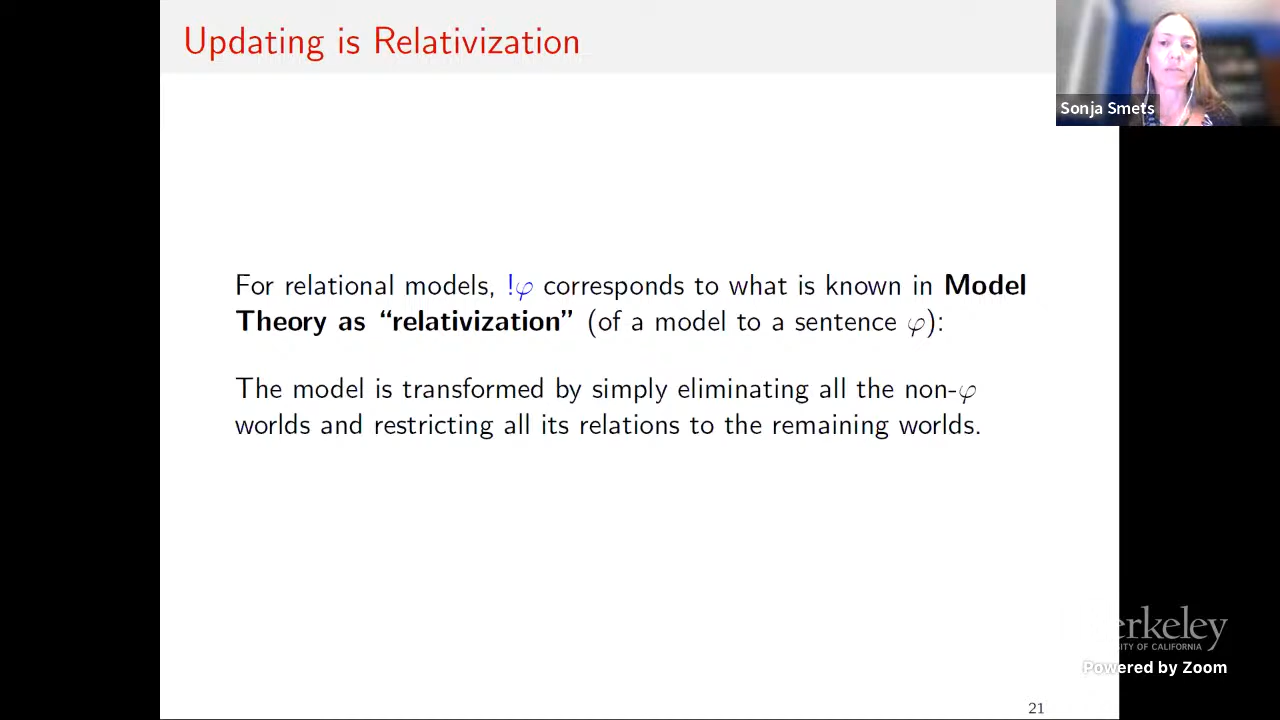 Updating is Relativization
Sonja Smets
For relational models, !φ corresponds to what is known in Model
Theory as “relativization” (of a model to a sentence φ):
The model is transformed by simply eliminating all the non-φ
worlds and restricting all its relations to the remaining worlds.
erkeley
ITY OF CALIFORNIA
Powered by Zoom
21